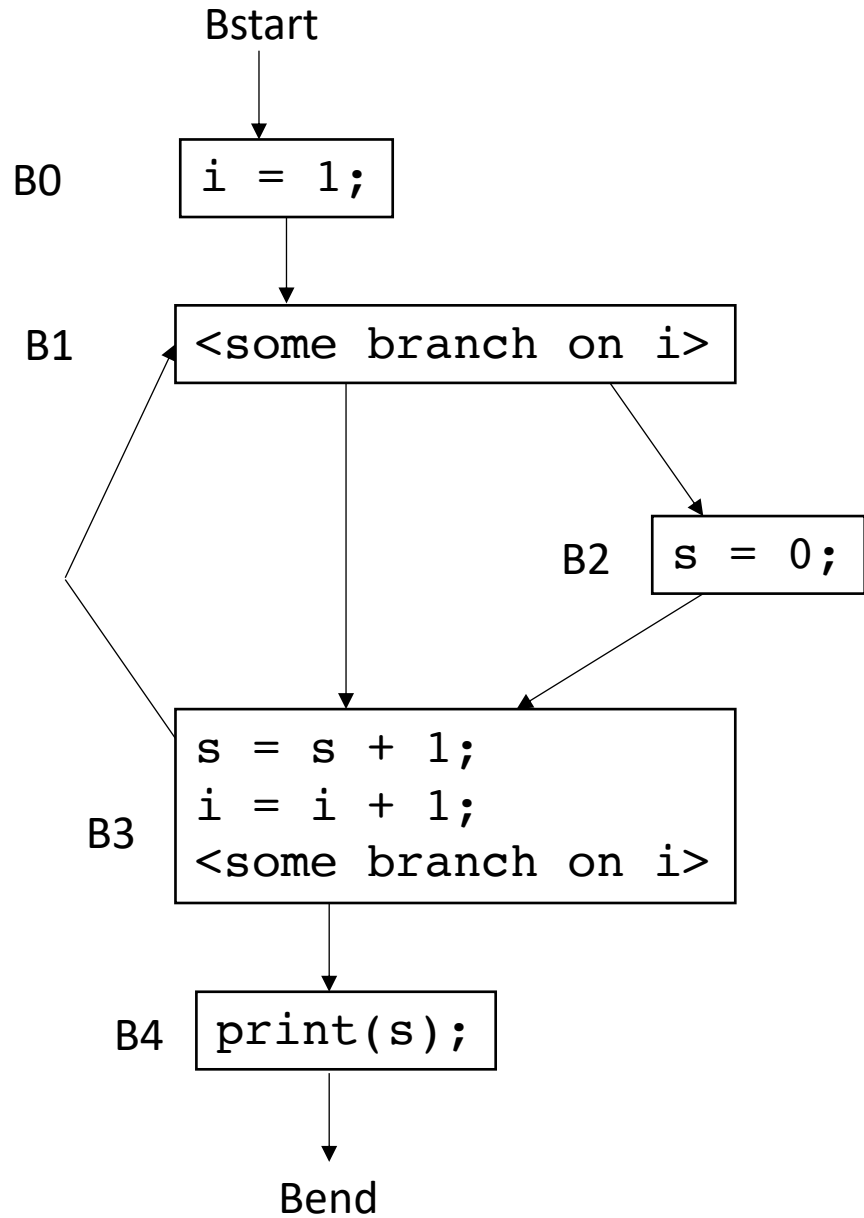 Bstart
B0
i = 1;
B1
<some branch on i>
B2
s = 0;
B3
s = s + 1;
i = i + 1;
<some branch on i>
B4
print(s);
Bend